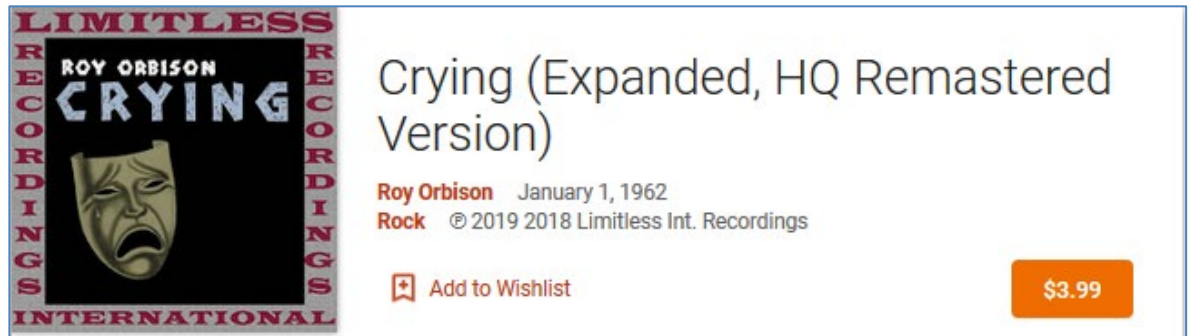 LIMITLESS
RECORDINGS
RECORDINGS
INTERNATIONAL
ROY ORBISON
CRYING
Crying (Expanded, HQ Remastered
Version)
Roy Orbison January 1, 1962
Rock ℗ 2019 2018 Limitless Int. Recordings
Add to Wishlist
$3.99